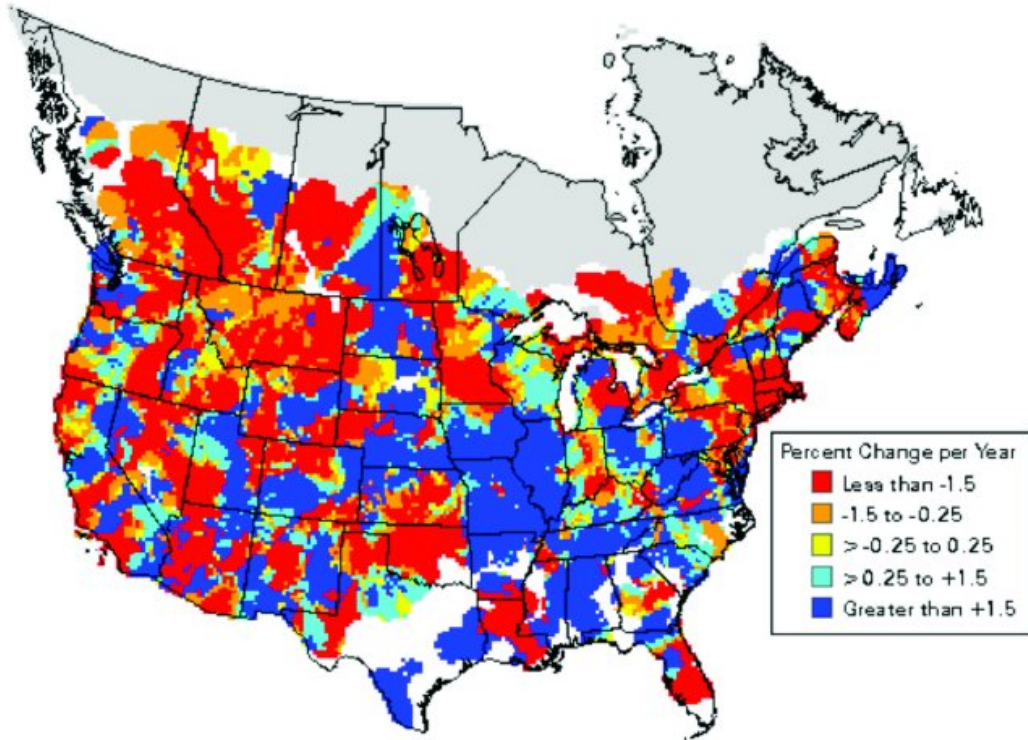 Percent Change per Year
Less than -1.5
-1.5 to -0.25
> -0.25 to 0.25
> 0.25 to +1.5
Greater than +1.5